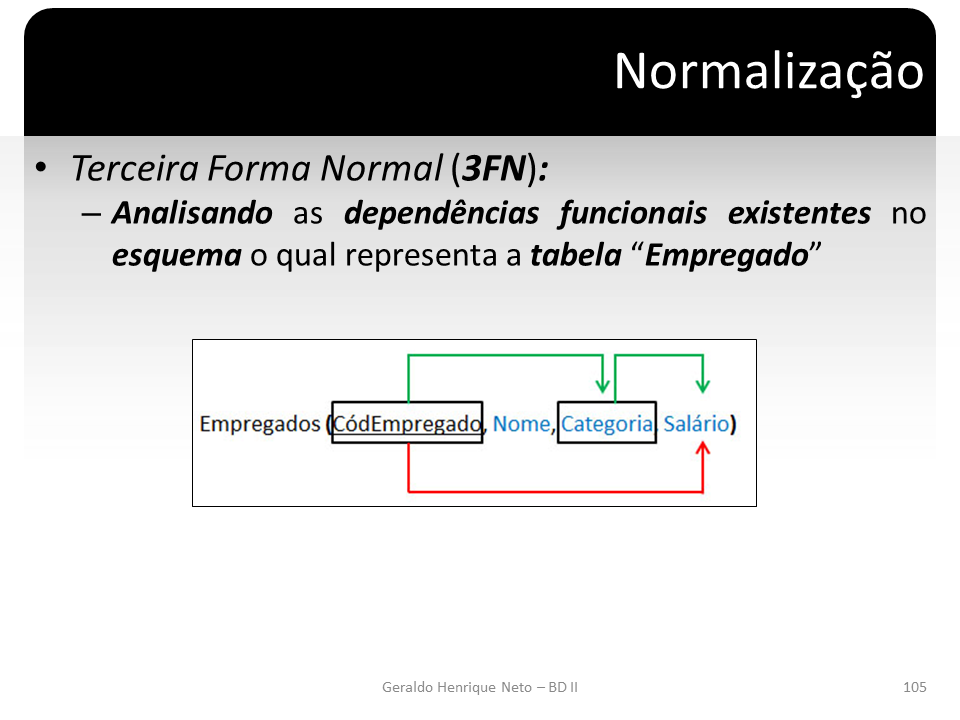 Normalização
• Terceira Forma Normal (3FN):
– Analisando as dependências funcionais existentes no
esquema o qual representa a tabela “Empregado”
Empregados (CódEmpregado, Nome, Categoria, Salário)
Geraldo Henrique Neto – BD II
105